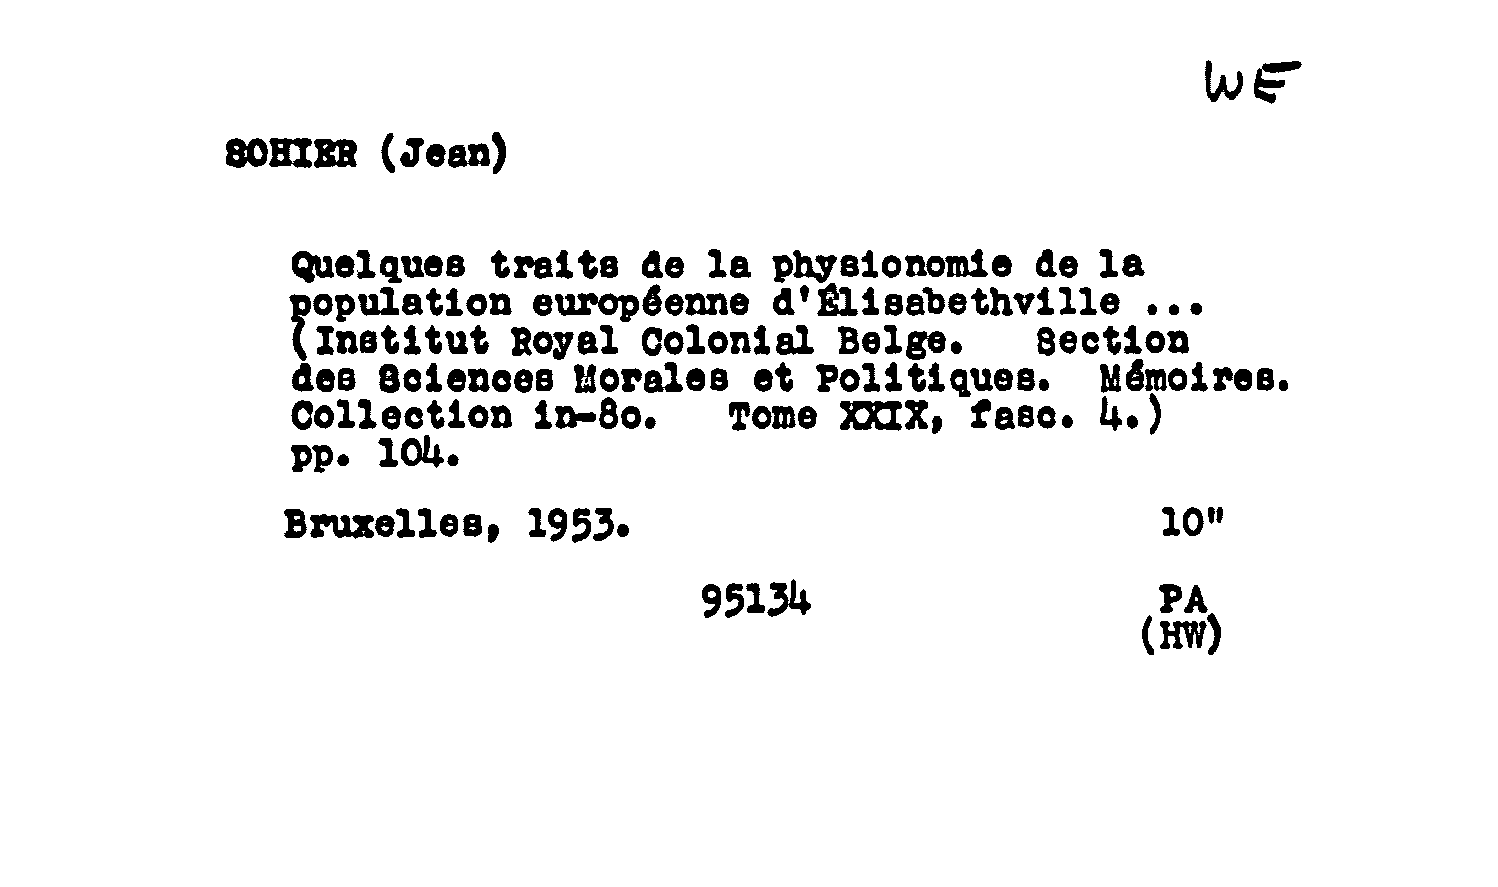 WE
SOHIER (Jean)
Quelques traits de la physionomie de la
population européenne d'Élisabethville ...
(Institut Royal Colonial Belge. Section
des Sciences Morales et Politiques. Mémoires.
Collection in-8o. Tome XXIX, fasc. 4.)
pp. 104.
Bruxelles, 1953. 10"
95134 PA
(HW)